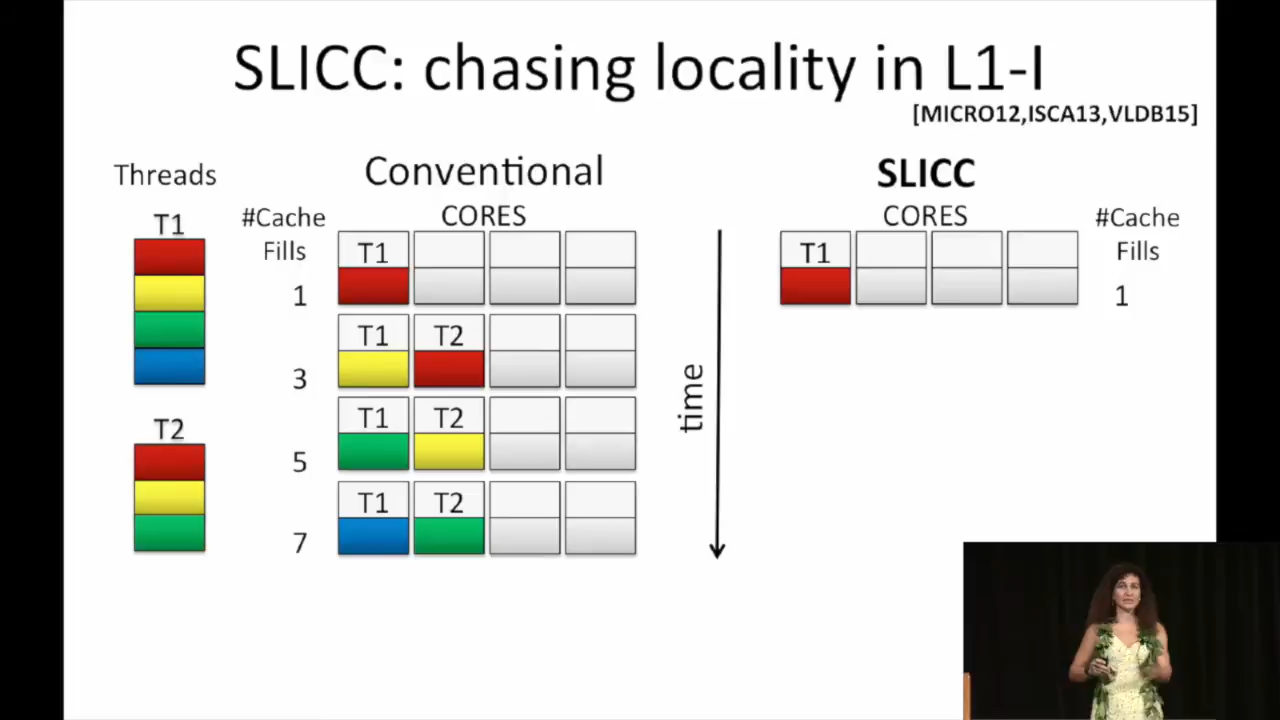 SLICC: chasing locality in L1-I
[MICRO12,ISCA13,VLDB15]
Threads
Conventional
SLICC
T1
#Cache
Fills
CORES
CORES
#Cache
Fills
T1
T1
1
1
T1 T2
3
T1 T2
5
T2
T1 T2
7
time